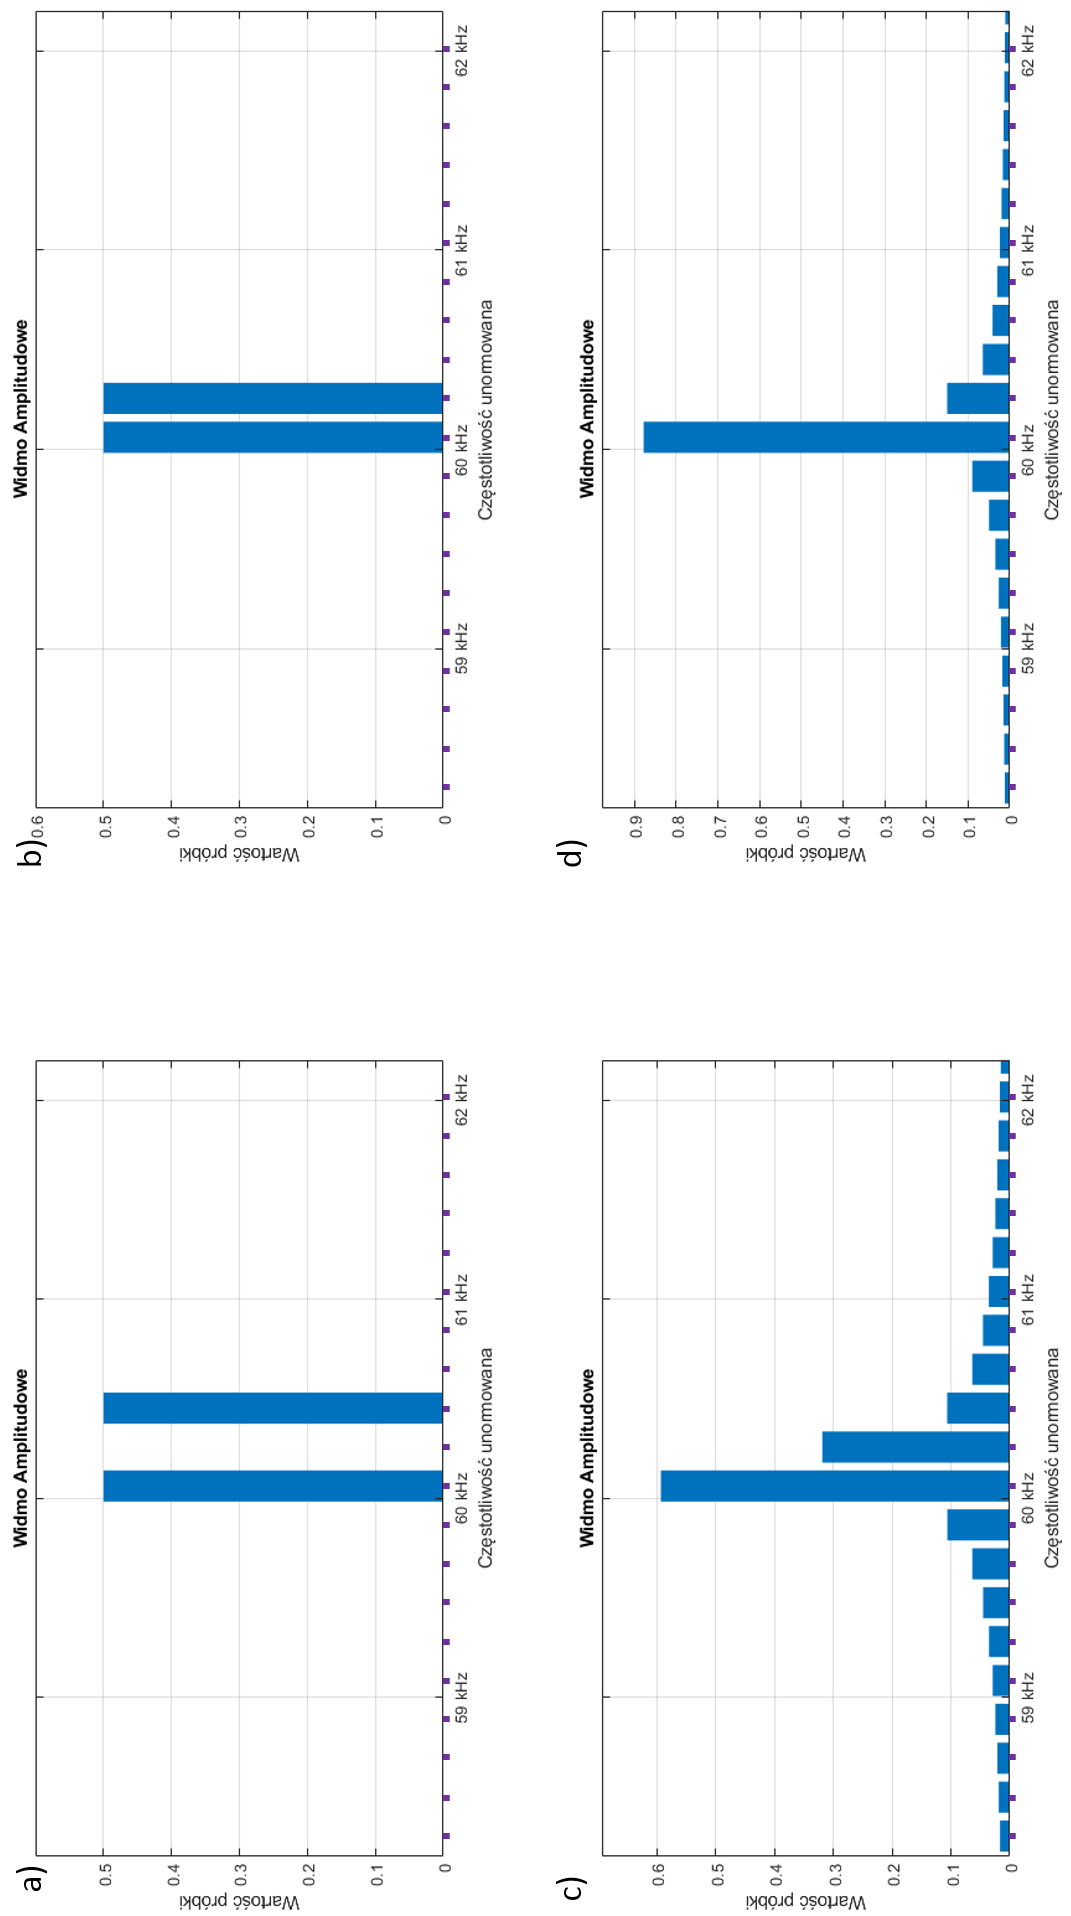 a)
Widmo Amplitudowe
Wartość próbki
0.5
0.4
0.3
0.2
0.1
0
59 kHz
60 kHz
61 kHz
62 kHz
Częstotliwość unormowana
b)
Widmo Amplitudowe
Wartość próbki
0.6
0.5
0.4
0.3
0.2
0.1
0
59 kHz
60 kHz
61 kHz
62 kHz
Częstotliwość unormowana
c)
Widmo Amplitudowe
Wartość próbki
0.6
0.5
0.4
0.3
0.2
0.1
0
59 kHz
60 kHz
61 kHz
62 kHz
Częstotliwość unormowana
d)
Widmo Amplitudowe
Wartość próbki
0.9
0.8
0.7
0.6
0.5
0.4
0.3
0.2
0.1
0
59 kHz
60 kHz
61 kHz
62 kHz
Częstotliwość unormowana